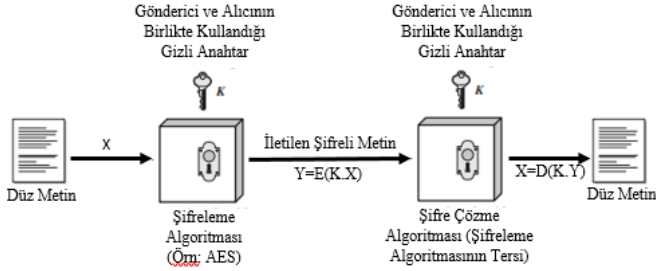 Gönderici ve Alıcının
Birlikte Kullandığı
Gizli Anahtar
K
Gönderici ve Alıcının
Birlikte Kullandığı
Gizli Anahtar
K
X
İletilen Şifreli Metin
Y=E(K.X)
X=D(K.Y)
Düz Metin
Şifreleme
Algoritması
(Örn: AES)
Şifre Çözme
Algoritması (Şifreleme
Algoritmasının Tersi)
Düz Metin